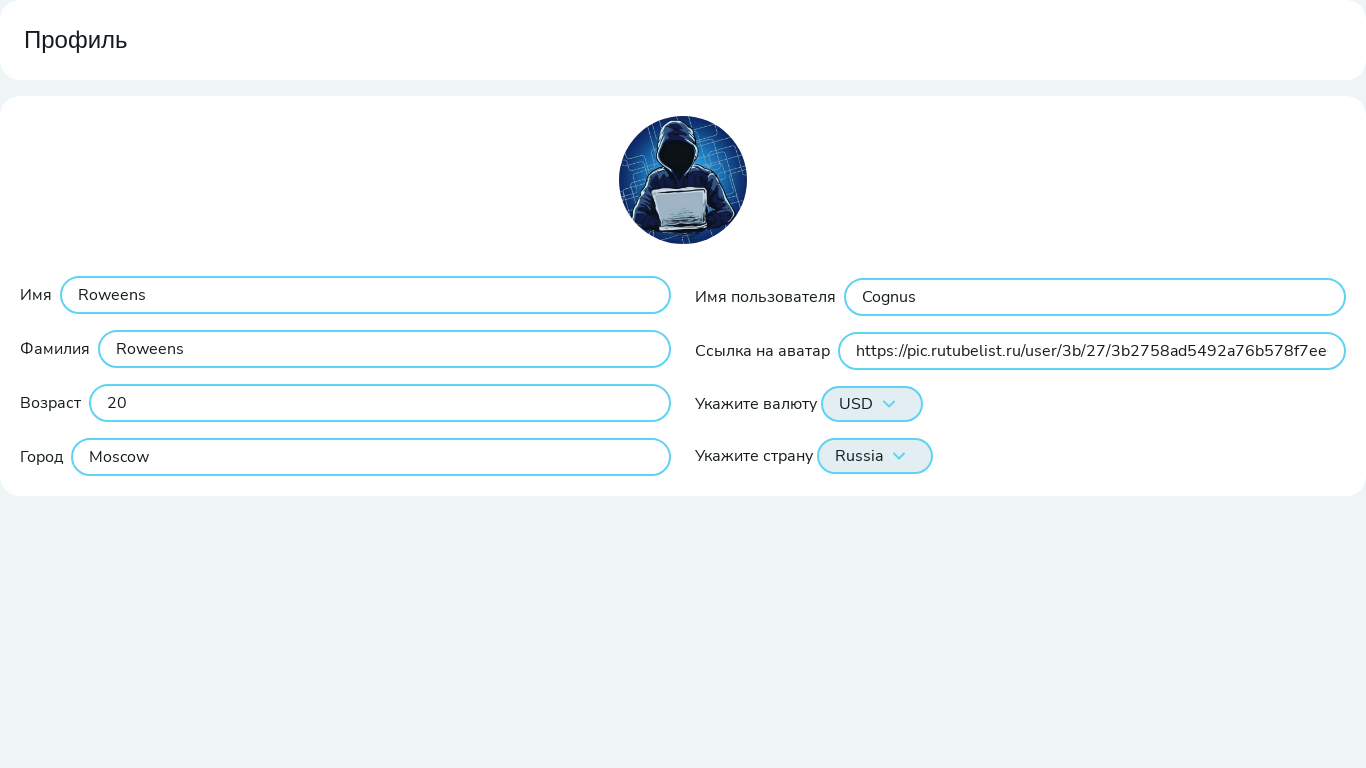 Профиль
Имя Roweens
Фамилия Roweens
Возраст 20
Город Moscow
Имя пользователя Cognus
Ссылка на аватар https://pic.rutubelist.ru/user/3b/27/3b2758ad5492a76b578f7ee
Укажите валюту USD
Укажите страну Russia